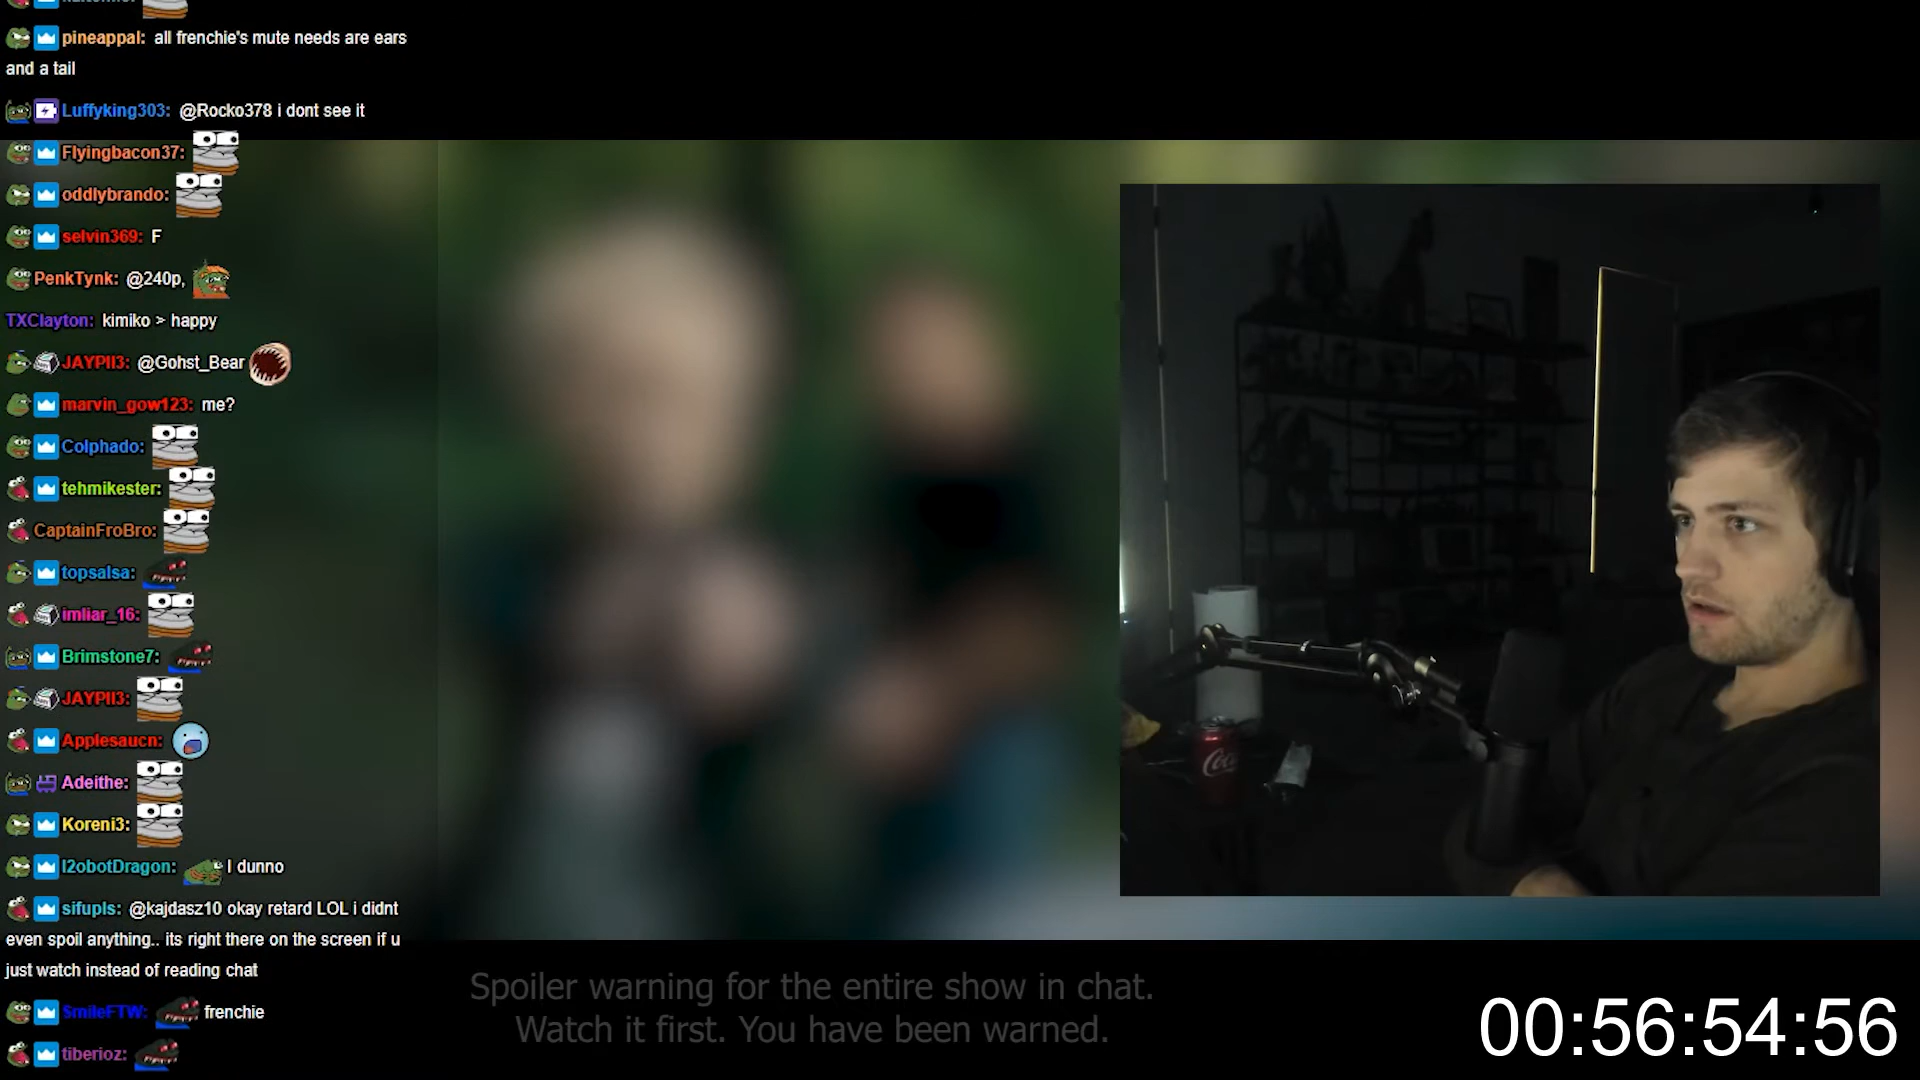 pineappal: all frenchie's mute needs are ears
and a tail
Luffyking303: @Rocko378 i dont see it
Flyingbacon37:
oddlybrando:
selvin369: F
PenkTynk: @240p,
TXClayton: kimiko > happy
JAYPII3: @Gohst_Bear
marvin_gow123: me?
Colphado:
tehmikester:
CaptainFroBro:
topsalsa:
imliar_16:
Brimstone7:
JAYPII3:
Applesaucn:
Adeithe:
Koreni3:
l2obotDragon: I dunno
sifupls: @kajdasz10 okay retard LOL i didnt
even spoil anything.. its right there on the screen if u
just watch instead of reading chat
SmileFTW: frenchie
tiberioz:
Spoiler warning for the entire show in chat.
Watch it first. You have been warned.
00:56:54:56